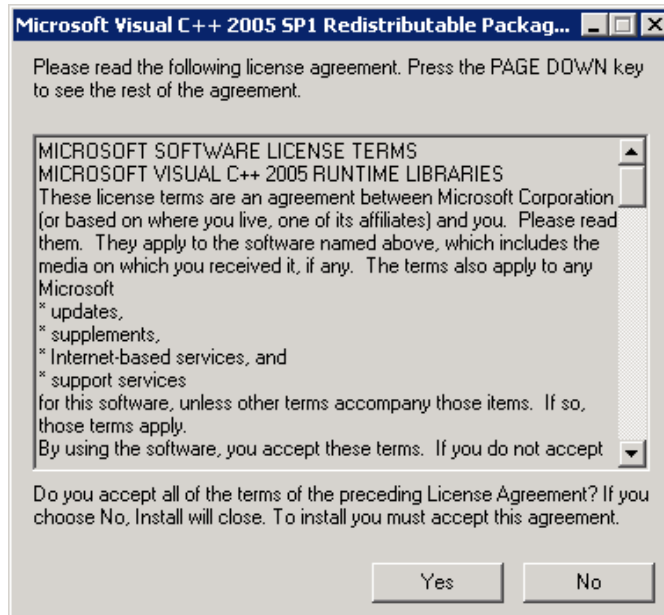 Microsoft Visual C++ 2005 SP1 Redistributable Packag...
Please read the following license agreement. Press the PAGE DOWN key
to see the rest of the agreement.
MICROSOFT SOFTWARE LICENSE TERMS
MICROSOFT VISUAL C++ 2005 RUNTIME LIBRARIES
These license terms are an agreement between Microsoft Corporation
(or based on where you live, one of its affiliates) and you.  Please read
them.  They apply to the software named above, which includes the
media on which you received it, if any.  The terms also apply to any
Microsoft
* updates,
* supplements,
* Internet-based services, and
* support services
for this software, unless other terms accompany those items.  If so,
those terms apply.
By using the software, you accept these terms.  If you do not accept
Do you accept all of the terms of the preceding License Agreement? If you
choose No, Install will close. To install you must accept this agreement.
Yes
No